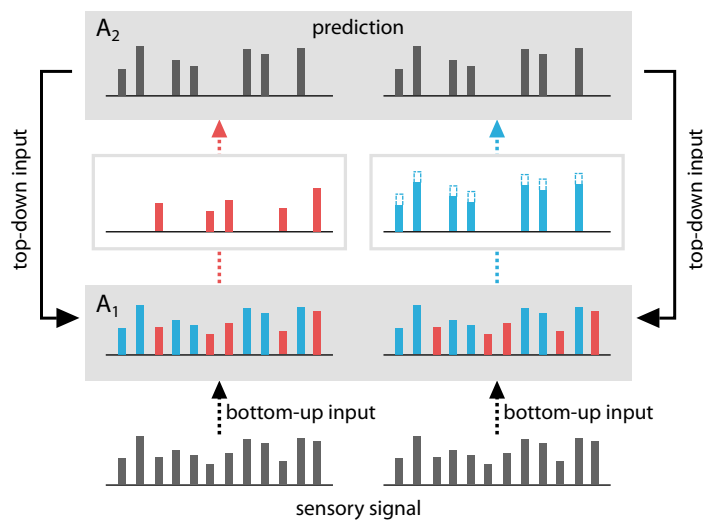 A2
prediction
top-down input
top-down input
A1
bottom-up input
bottom-up input
sensory signal